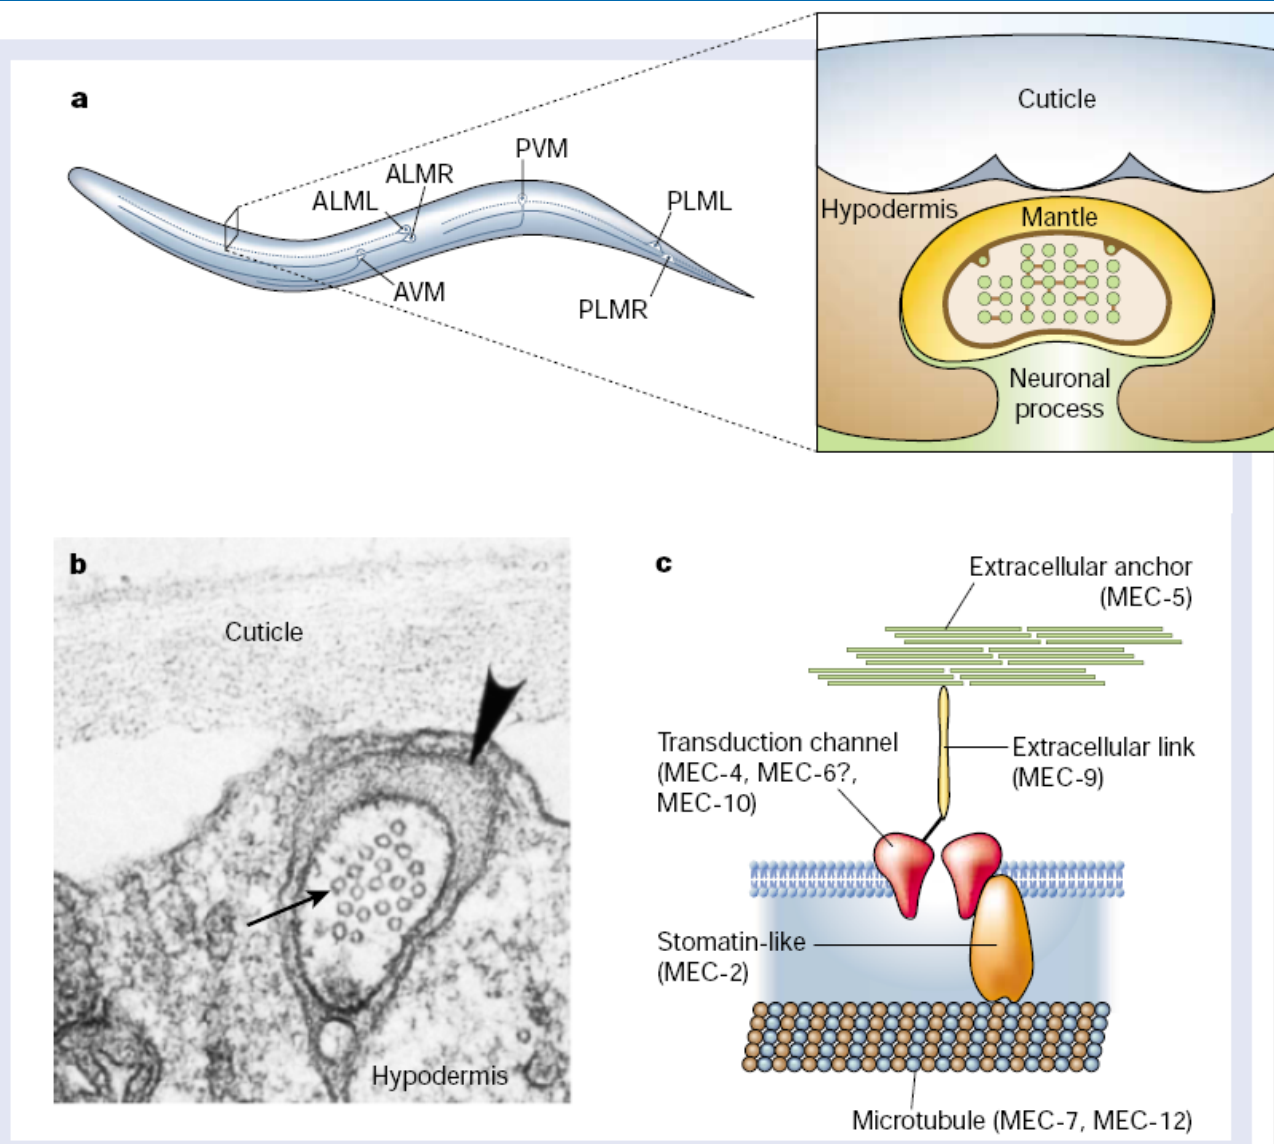 a
PVM
ALMR
ALML
PLML
AVM
PLMR
Cuticle
Hypodermis
Mantle
Neuronal
process
b
Cuticle
Hypodermis
c
Extracellular anchor
(MEC-5)
Transduction channel
(MEC-4, MEC-6?,
MEC-10)
Extracellular link
(MEC-9)
Stomatin-like
(MEC-2)
Microtubule (MEC-7, MEC-12)